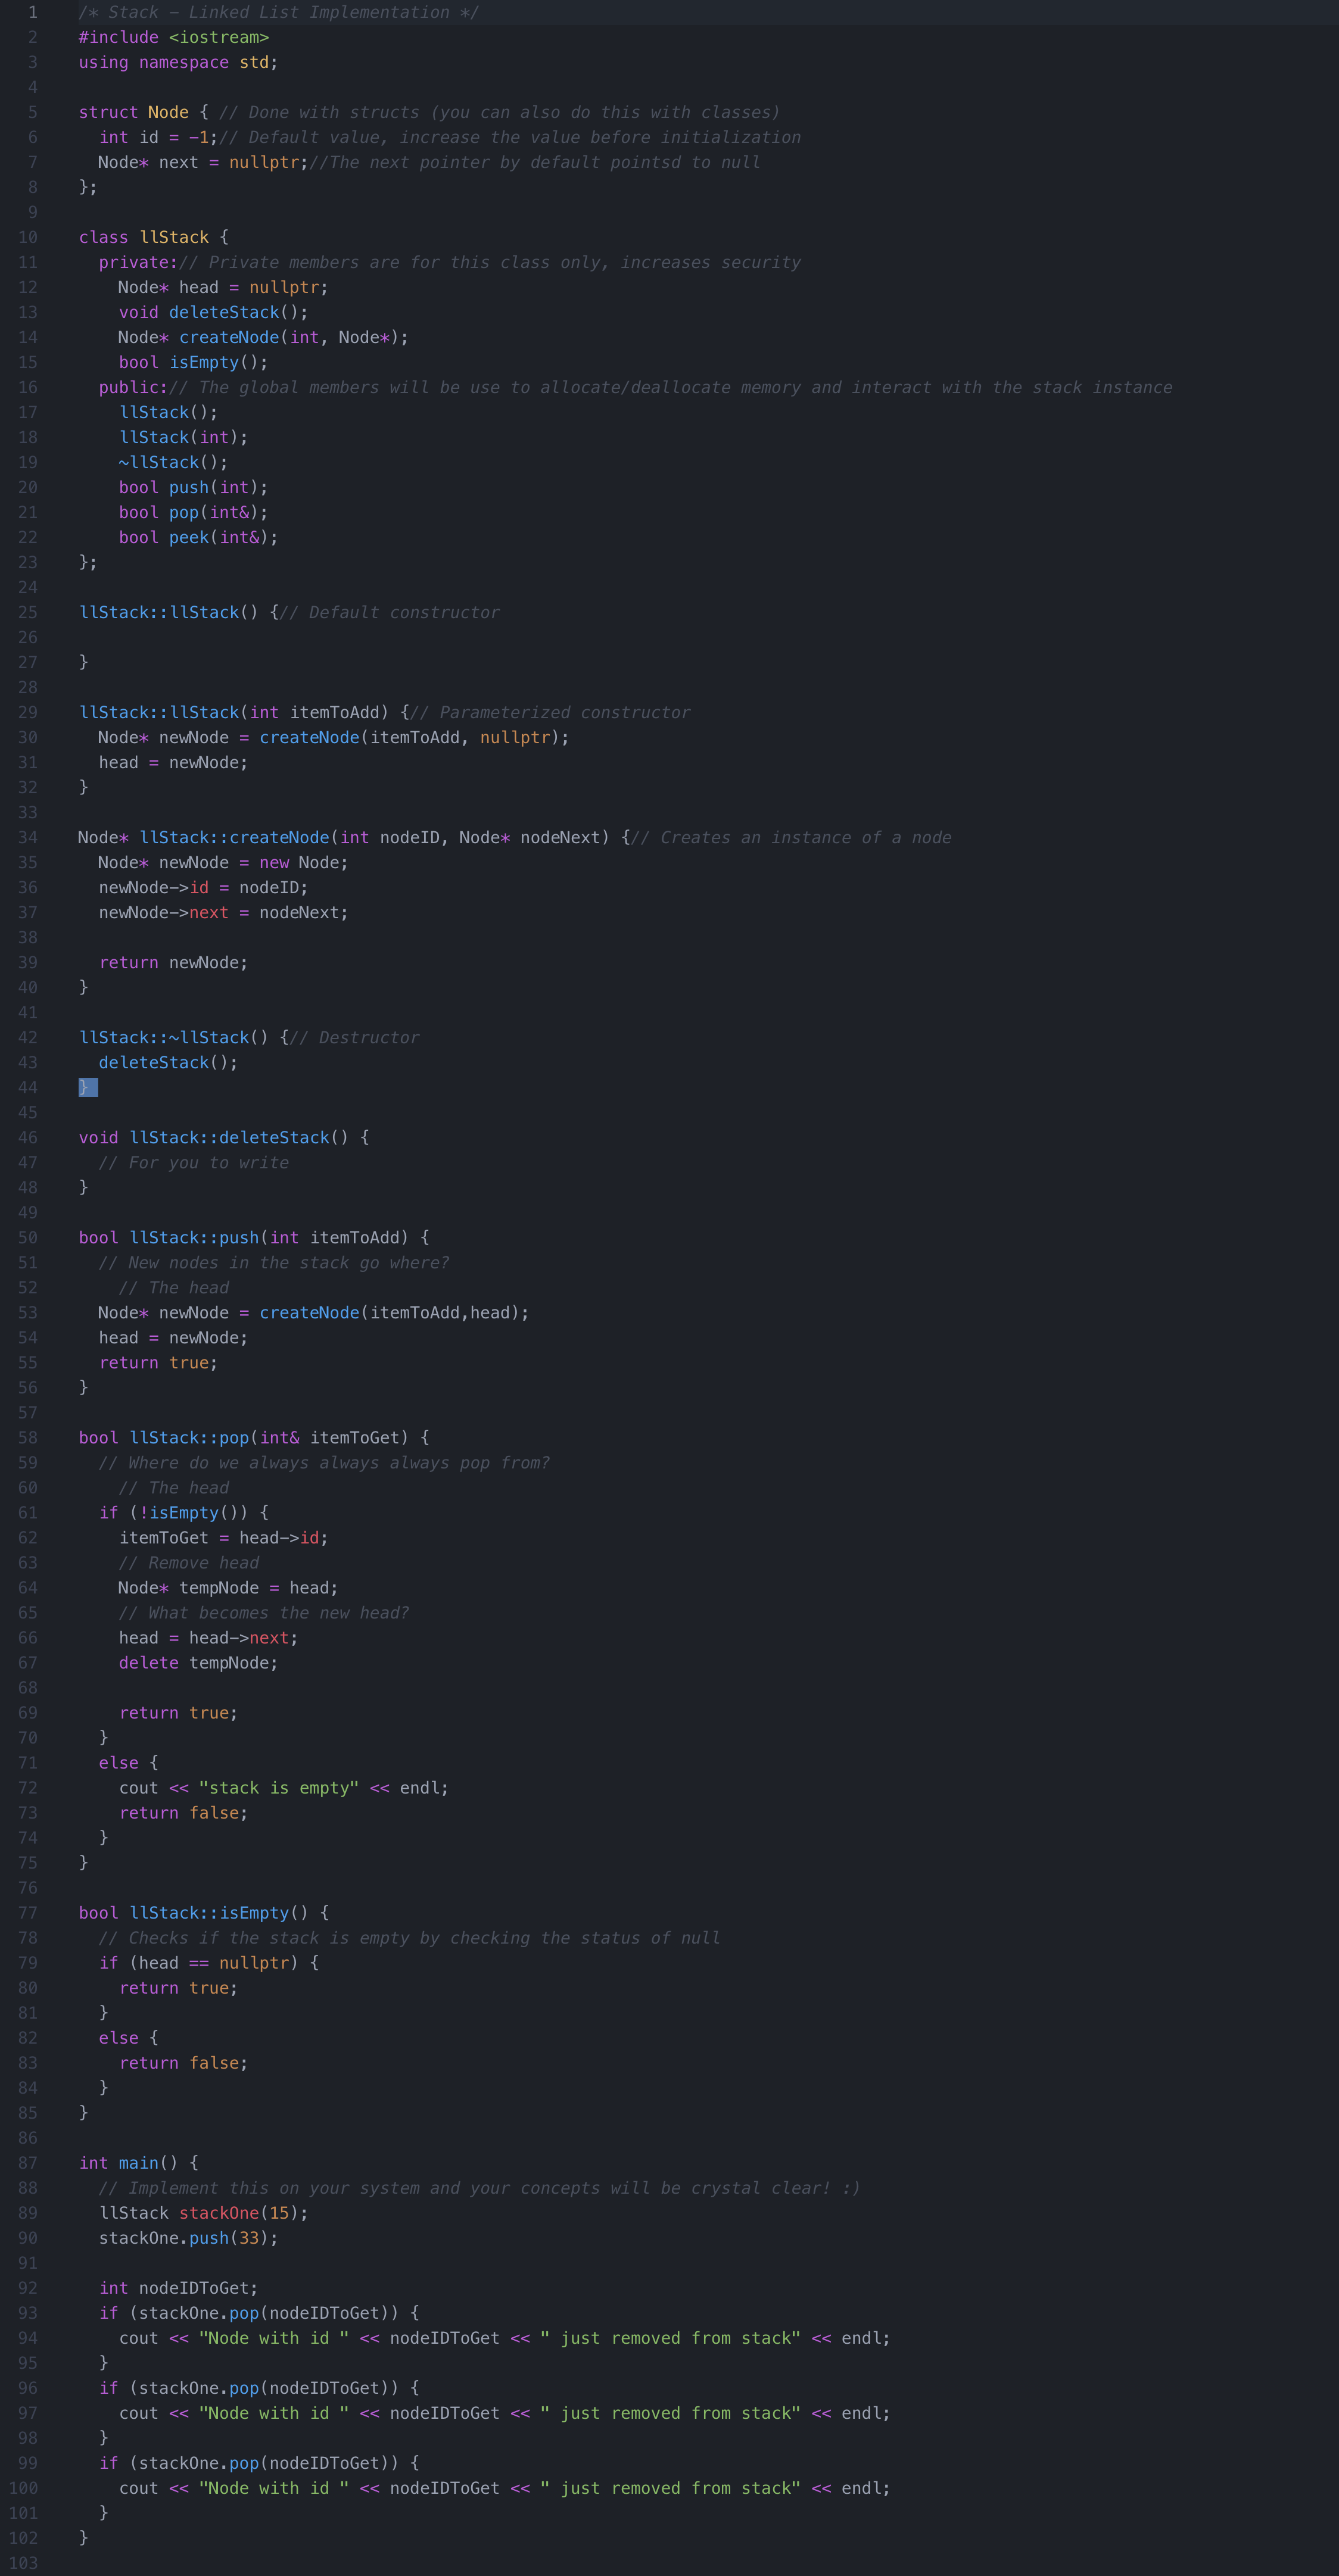 1 /* Stack - Linked List Implementation */
2 #include <iostream>
3 using namespace std;
4
5 struct Node { // Done with structs (you can also do this with classes)
6   int id = -1;// Default value, increase the value before initialization
7   Node* next = nullptr;//The next pointer by default pointsd to null
8 };
9
10 class llStack {
11   private:// Private members are for this class only, increases security
12     Node* head = nullptr;
13     void deleteStack();
14     Node* createNode(int, Node*);
15     bool isEmpty();
16   public:// The global members will be use to allocate/deallocate memory and interact with the stack instance
17     llStack();
18     llStack(int);
19     ~llStack();
20     bool push(int);
21     bool pop(int&);
22     bool peek(int&);
23 };
24
25 llStack::llStack() {// Default constructor
26
27 }
28
29 llStack::llStack(int itemToAdd) {// Parameterized constructor
30   Node* newNode = createNode(itemToAdd, nullptr);
31   head = newNode;
32 }
33
34 Node* llStack::createNode(int nodeID, Node* nodeNext) {// Creates an instance of a node
35   Node* newNode = new Node;
36   newNode->id = nodeID;
37   newNode->next = nodeNext;
38
39   return newNode;
40 }
41
42 llStack::~llStack() {// Destructor
43   deleteStack();
44 }
45
46 void llStack::deleteStack() {
47   // For you to write
48 }
49
50 bool llStack::push(int itemToAdd) {
51   // New nodes in the stack go where?
52     // The head
53   Node* newNode = createNode(itemToAdd,head);
54   head = newNode;
55   return true;
56 }
57
58 bool llStack::pop(int& itemToGet) {
59   // Where do we always always always pop from?
60     // The head
61   if (!isEmpty()) {
62     itemToGet = head->id;
63     // Remove head
64     Node* tempNode = head;
65     // What becomes the new head?
66     head = head->next;
67     delete tempNode;
68
69     return true;
70   }
71   else {
72     cout << "stack is empty" << endl;
73     return false;
74   }
75 }
76
77 bool llStack::isEmpty() {
78   // Checks if the stack is empty by checking the status of null
79   if (head == nullptr) {
80     return true;
81   }
82   else {
83     return false;
84   }
85 }
86
87 int main() {
88   // Implement this on your system and your concepts will be crystal clear! :)
89   llStack stackOne(15);
90   stackOne.push(33);
91
92   int nodeIDToGet;
93   if (stackOne.pop(nodeIDToGet)) {
94     cout << "Node with id " << nodeIDToGet << " just removed from stack" << endl;
95   }
96   if (stackOne.pop(nodeIDToGet)) {
97     cout << "Node with id " << nodeIDToGet << " just removed from stack" << endl;
98   }
99   if (stackOne.pop(nodeIDToGet)) {
100     cout << "Node with id " << nodeIDToGet << " just removed from stack" << endl;
101   }
102 }
103